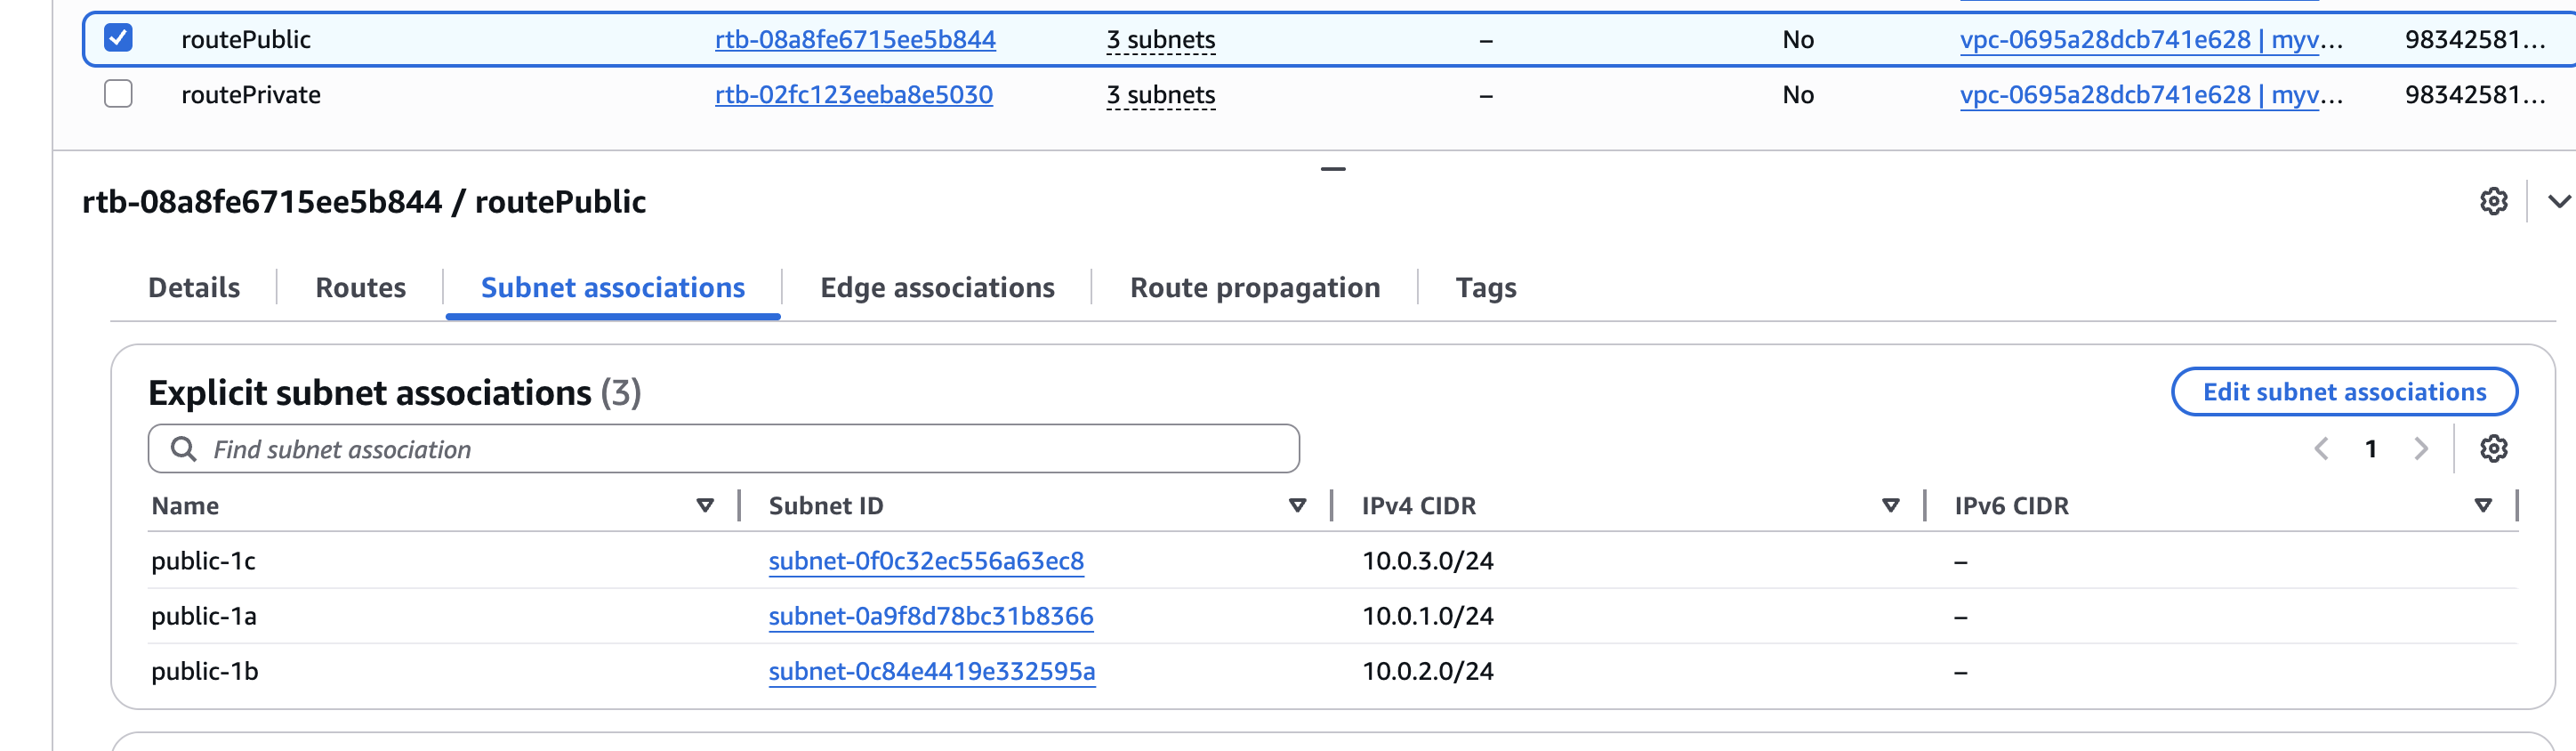 routePublic rtb-08a8fe6715ee5b844 3 subnets – No vpc-0695a28dcb741e628 | myv... 98342581...
routePrivate rtb-02fc123eeba8e5030 3 subnets – No vpc-0695a28dcb741e628 | myv... 98342581...
rtb-08a8fe6715ee5b844 / routePublic
Details Routes Subnet associations Edge associations Route propagation Tags
Explicit subnet associations (3) Edit subnet associations
Find subnet association 1
Name Subnet ID IPv4 CIDR IPv6 CIDR
public-1c subnet-0f0c32ec556a63ec8 10.0.3.0/24 –
public-1a subnet-0a9f8d78bc31b8366 10.0.1.0/24 –
public-1b subnet-0c84e4419e332595a 10.0.2.0/24 –